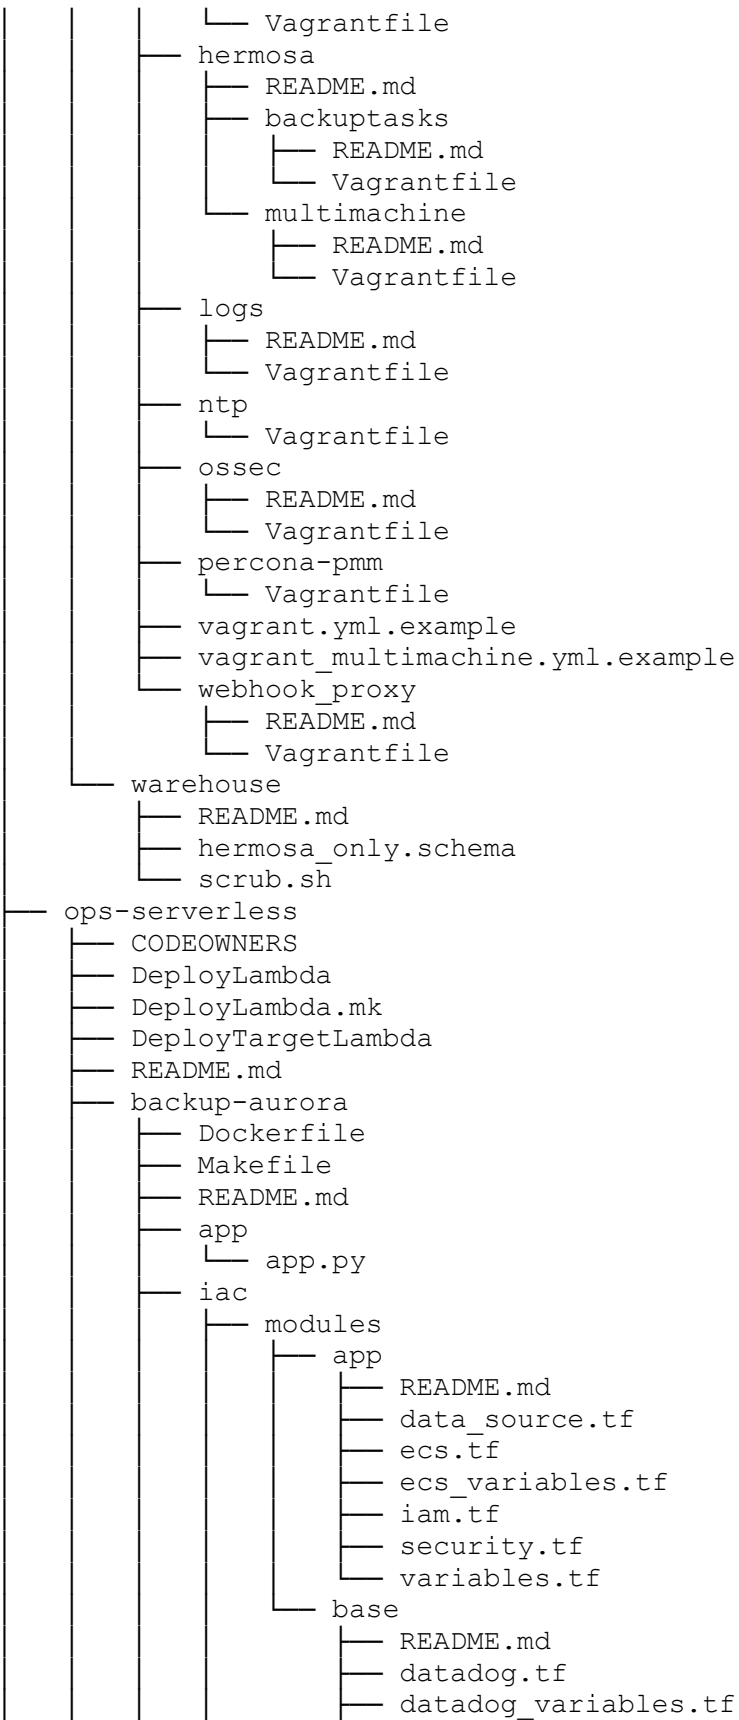 │   │   │   └── Vagrantfile
│   │   ├── hermosa
│   │   │   ├── README.md
│   │   │   ├── backuptasks
│   │   │   │   ├── README.md
│   │   │   │   └── Vagrantfile
│   │   │   └── multimachine
│   │   │       ├── README.md
│   │   │       └── Vagrantfile
│   │   ├── logs
│   │   │   ├── README.md
│   │   │   └── Vagrantfile
│   │   ├── ntp
│   │   │   └── Vagrantfile
│   │   ├── ossec
│   │   │   ├── README.md
│   │   │   └── Vagrantfile
│   │   ├── percona-pmm
│   │   │   └── Vagrantfile
│   │   ├── vagrant.yml.example
│   │   ├── vagrant_multimachine.yml.example
│   │   └── webhook_proxy
│   │       ├── README.md
│   │       └── Vagrantfile
│   └── warehouse
│       ├── README.md
│       ├── hermosa_only.schema
│       └── scrub.sh
├── ops-serverless
│   ├── CODEOWNERS
│   ├── DeployLambda
│   ├── DeployLambda.mk
│   ├── DeployTargetLambda
│   ├── README.md
│   ├── backup-aurora
│   │   ├── Dockerfile
│   │   ├── Makefile
│   │   ├── README.md
│   │   ├── app
│   │   │   └── app.py
│   │   ├── iac
│   │   │   ├── modules
│   │   │   │   ├── app
│   │   │   │   │   ├── README.md
│   │   │   │   │   ├── data_source.tf
│   │   │   │   │   ├── ecs.tf
│   │   │   │   │   ├── ecs_variables.tf
│   │   │   │   │   ├── iam.tf
│   │   │   │   │   ├── security.tf
│   │   │   │   │   └── variables.tf
│   │   │   │   └── base
│   │   │   │       ├── README.md
│   │   │   │       ├── datadog.tf
│   │   │   │       ├── datadog_variables.tf